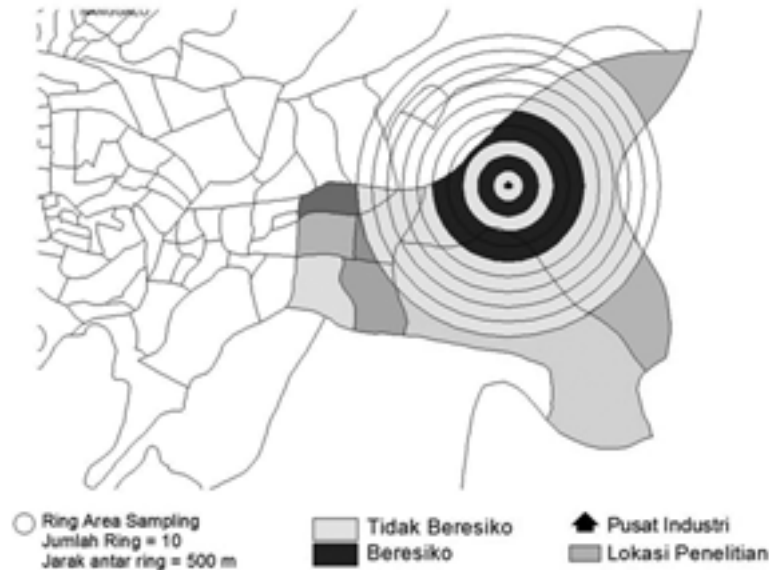 Ring Area Sampling
Jumlah Ring = 10
Jarak antar ring = 500 m
Tidak Beresiko
Beresiko
Pusat Industri
Lokasi Penelitian